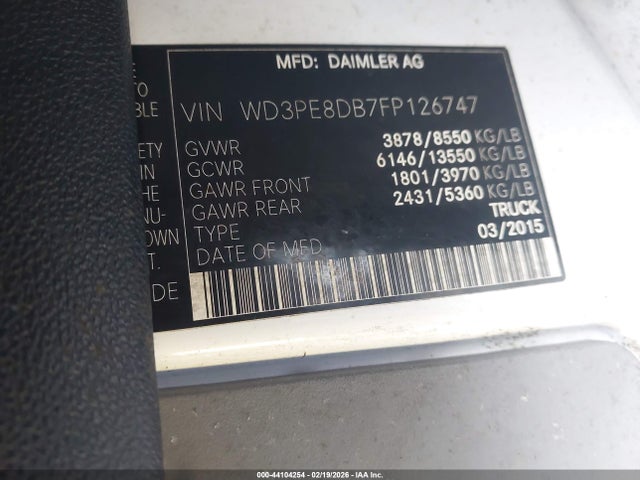 MFD: DAIMLER AG
VIN WD3PE8DB7FP126747
GVWR 3878/8550 KG/LB
GCWR 6146/13550 KG/LB
GAWR FRONT 1801/3970 KG/LB
GAWR REAR 2431/5360 KG/LB
TYPE TRUCK
DATE OF MFD. 03/2015
E
TO
BLE
ETY
IN
HE
NU-
OWN
T.
DE
000-44104254 - 02/19/2026 - IAA Inc.